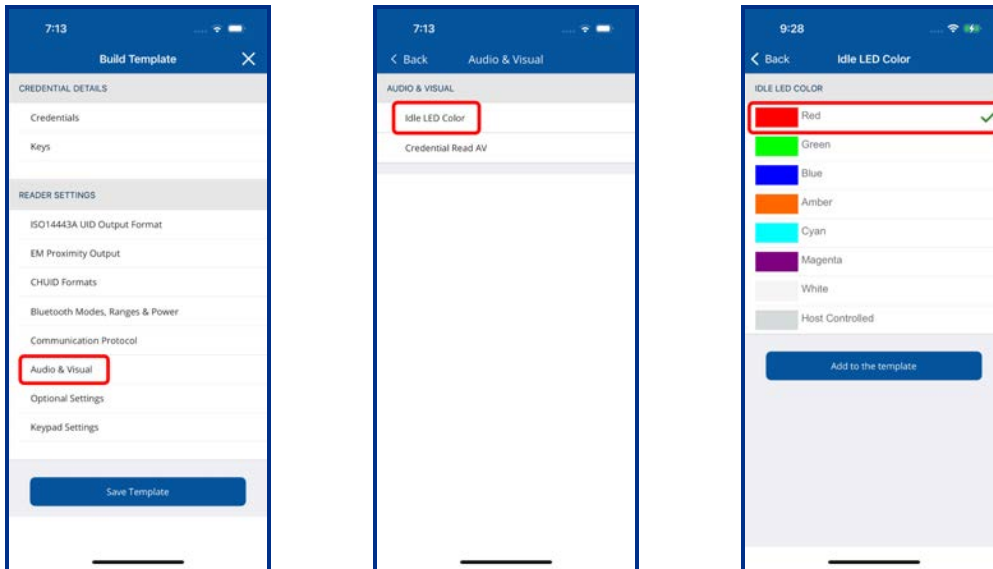 7:13
Build Template
CREDENTIAL DETAILS
Credentials
Keys
READER SETTINGS
ISO14443A UID Output Format
EM Proximity Output
CHUID Formats
Bluetooth Modes, Ranges & Power
Communication Protocol
Audio & Visual
Optional Settings
Keypad Settings
Save Template
7:13
Back
Audio & Visual
AUDIO & VISUAL
Idle LED Color
Credential Read AV
9:28
Back
Idle LED Color
IDLE LED COLOR
Red
Green
Blue
Amber
Cyan
Magenta
White
Host Controlled
Add to the template